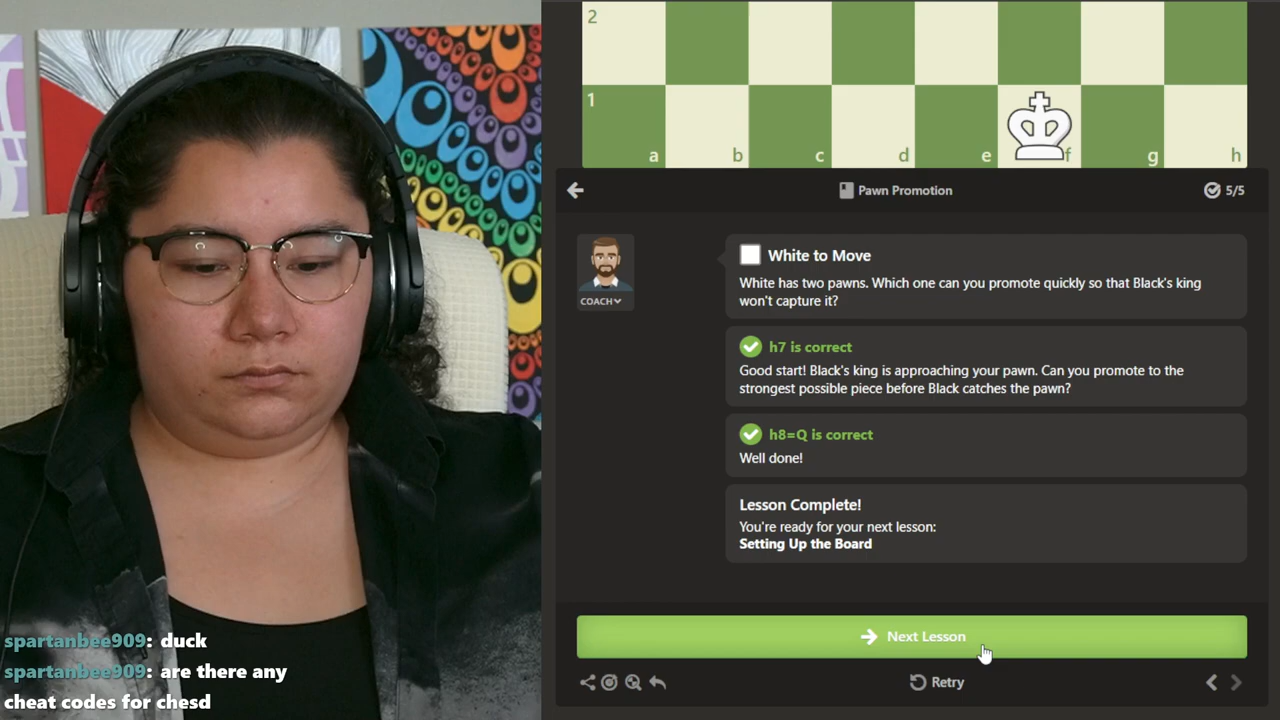 2
1
a b c d e f g h
Pawn Promotion
5/5
COACH
White to Move
White has two pawns. Which one can you promote quickly so that Black's king
won't capture it?
h7 is correct
Good start! Black's king is approaching your pawn. Can you promote to the
strongest possible piece before Black catches the pawn?
h8=Q is correct
Well done!
Lesson Complete!
You're ready for your next lesson:
Setting Up the Board
Next Lesson
Retry
spartanbee909: duck
spartanbee909: are there any
cheat codes for chesd